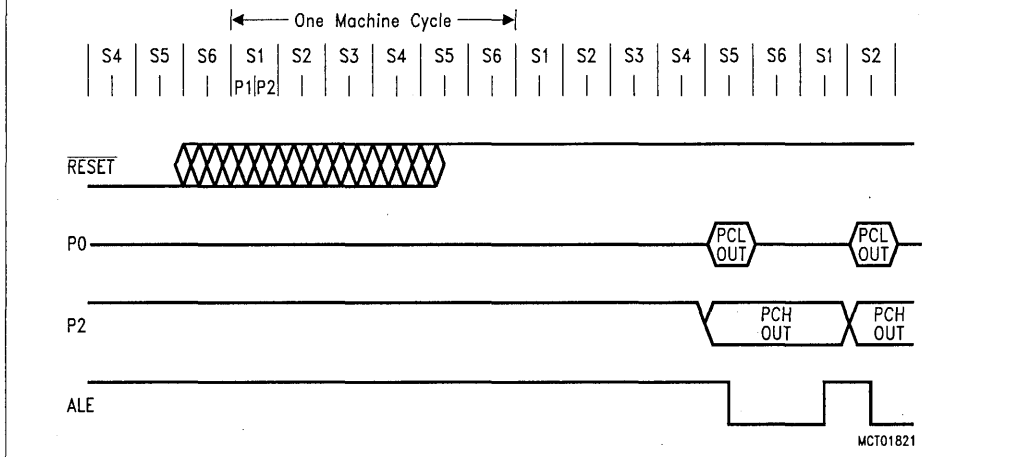 One Machine Cycle
S4 S5 S6 S1 S2 S3 S4 S5 S6 S1 S2 S3 S4 S5 S6 S1 S2
P1 P2
RESET
P0
PCL OUT
PCL OUT
P2
PCH OUT
PCH OUT
ALE
MCT01821